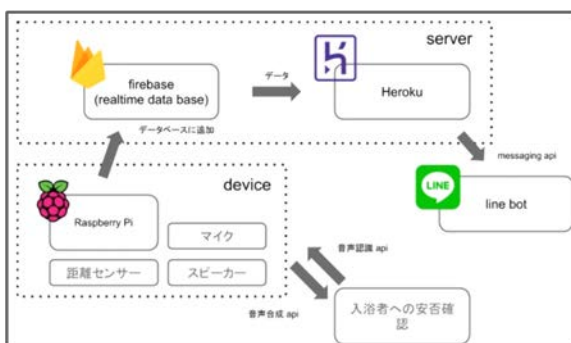 server
firebase
(realtime data base)
データ
Heroku
データベースに追加
messaging api
device
LINE
line bot
Raspberry Pi
マイク
音声認識 api
距離センサー
スピーカー
音声合成 api
入浴者への安否確
認